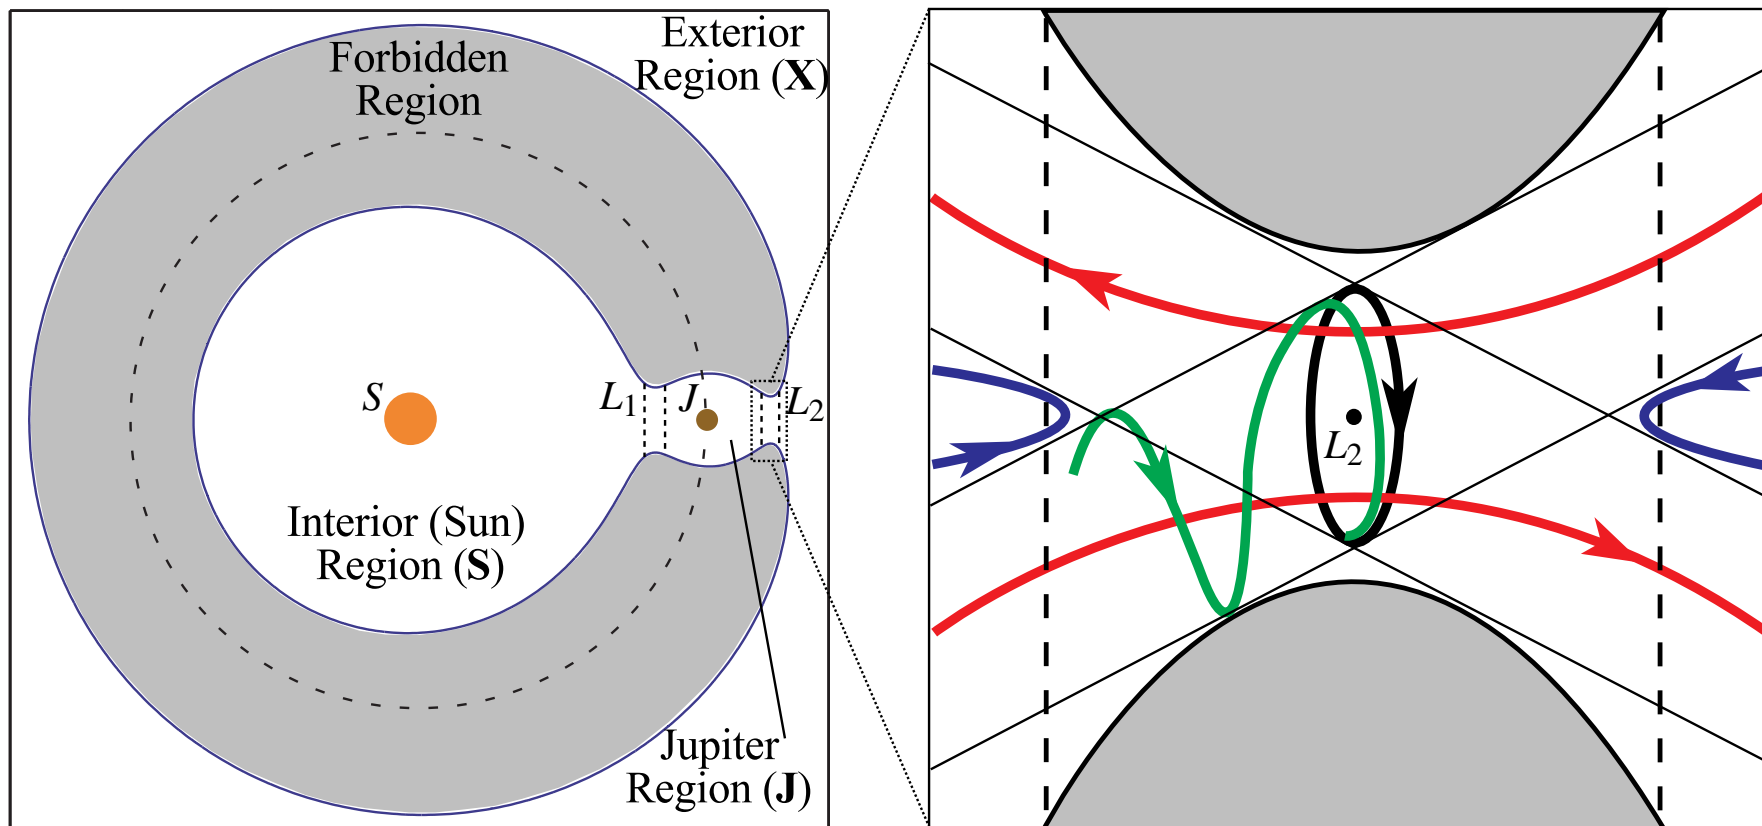 Forbidden
Region
Exterior
Region (X)
S
L1
J
L2
Interior (Sun)
Region (S)
Jupiter
Region (J)
L2